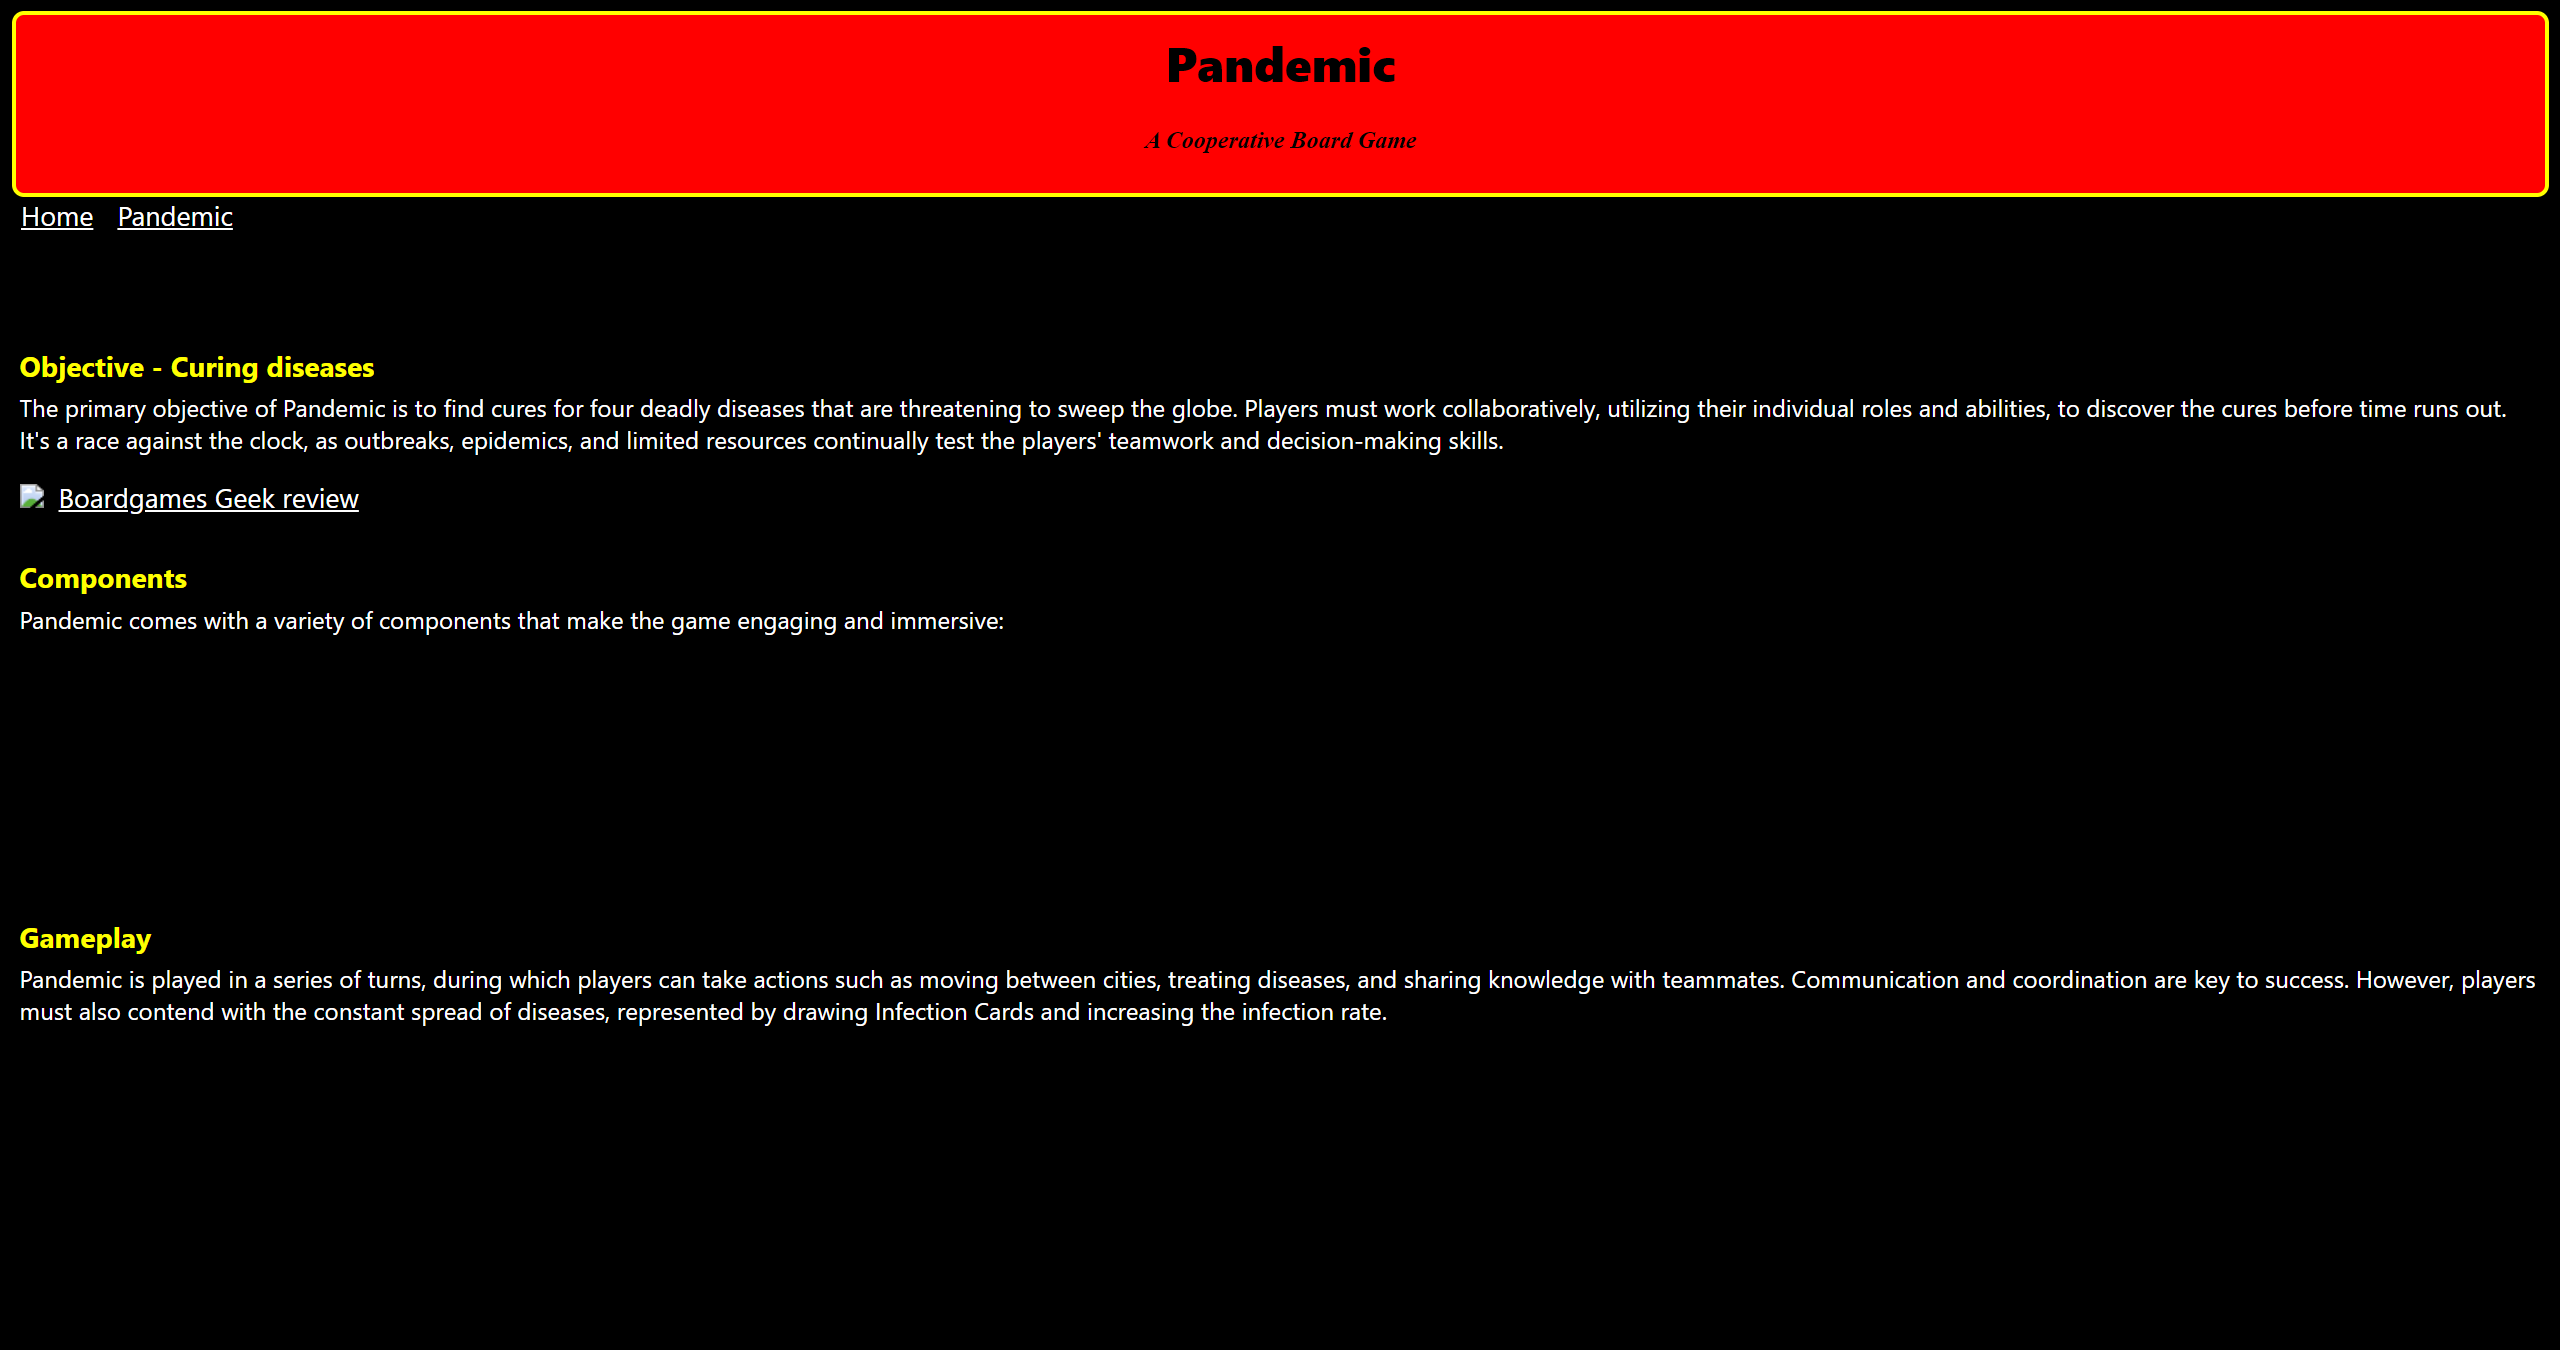 Pandemic
A Cooperative Board Game
Home Pandemic
Objective - Curing diseases
The primary objective of Pandemic is to find cures for four deadly diseases that are threatening to sweep the globe. Players must work collaboratively, utilizing their individual roles and abilities, to discover the cures before time runs out.
It's a race against the clock, as outbreaks, epidemics, and limited resources continually test the players' teamwork and decision-making skills.
Boardgames Geek review
Components
Pandemic comes with a variety of components that make the game engaging and immersive:
Gameplay
Pandemic is played in a series of turns, during which players can take actions such as moving between cities, treating diseases, and sharing knowledge with teammates. Communication and coordination are key to success. However, players
must also contend with the constant spread of diseases, represented by drawing Infection Cards and increasing the infection rate.